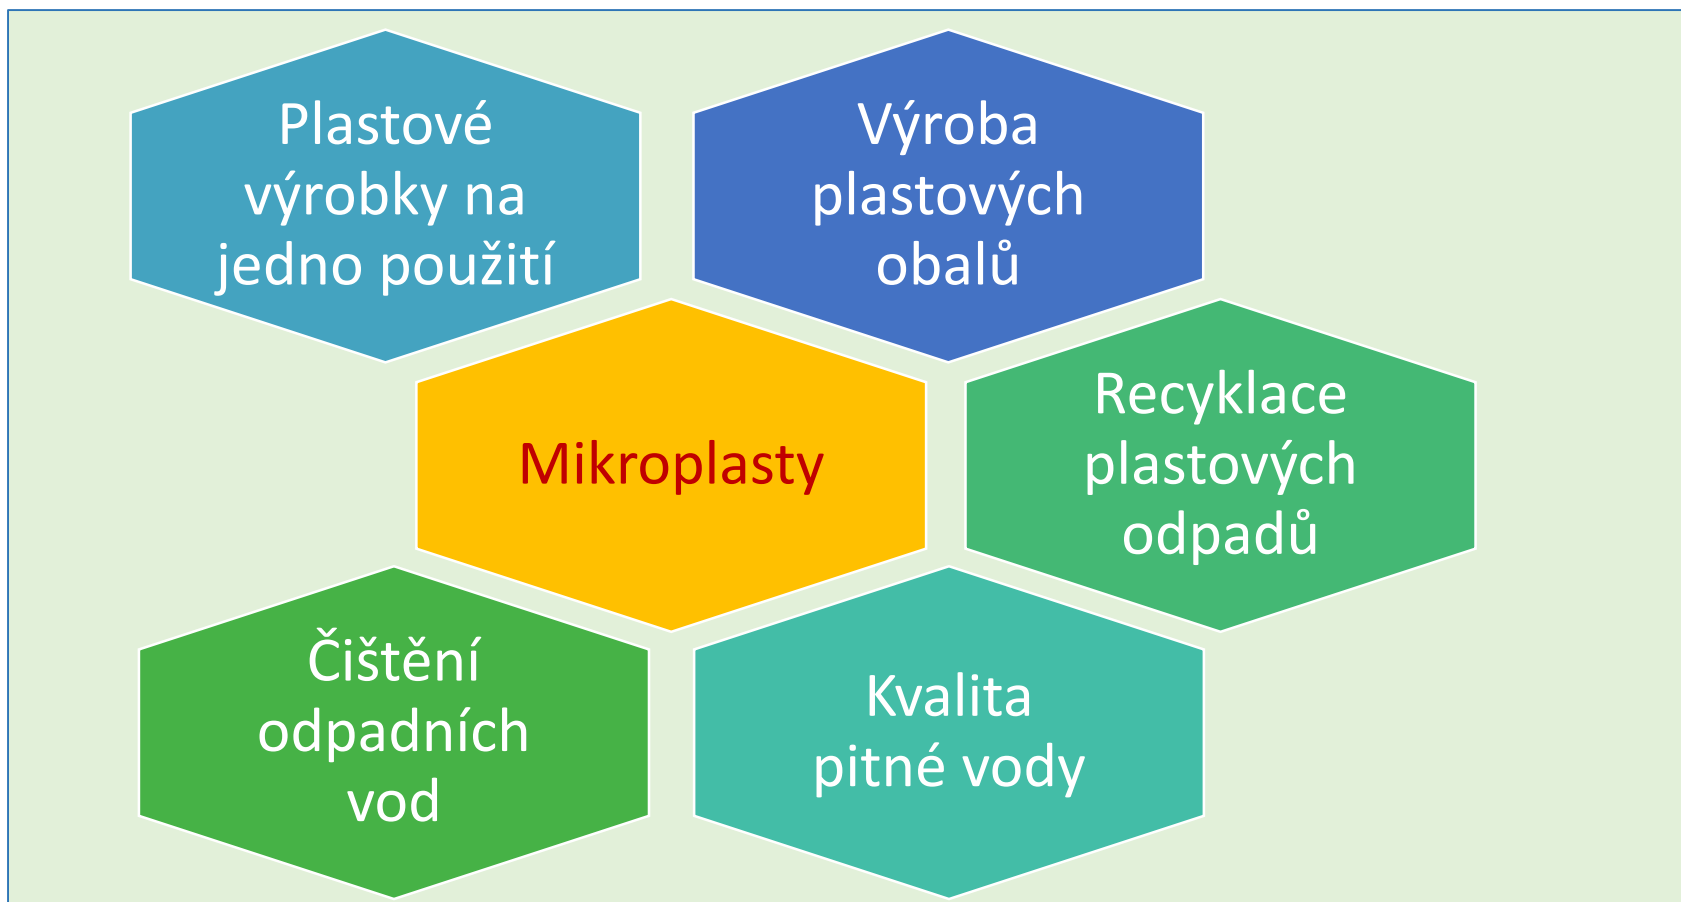 Plastové
výrobky na
jedno použití
Výroba
plastových
obalů
Mikroplasty
Recyklace
plastových
odpadů
Čištění
odpadních
vod
Kvalita
pitné vody